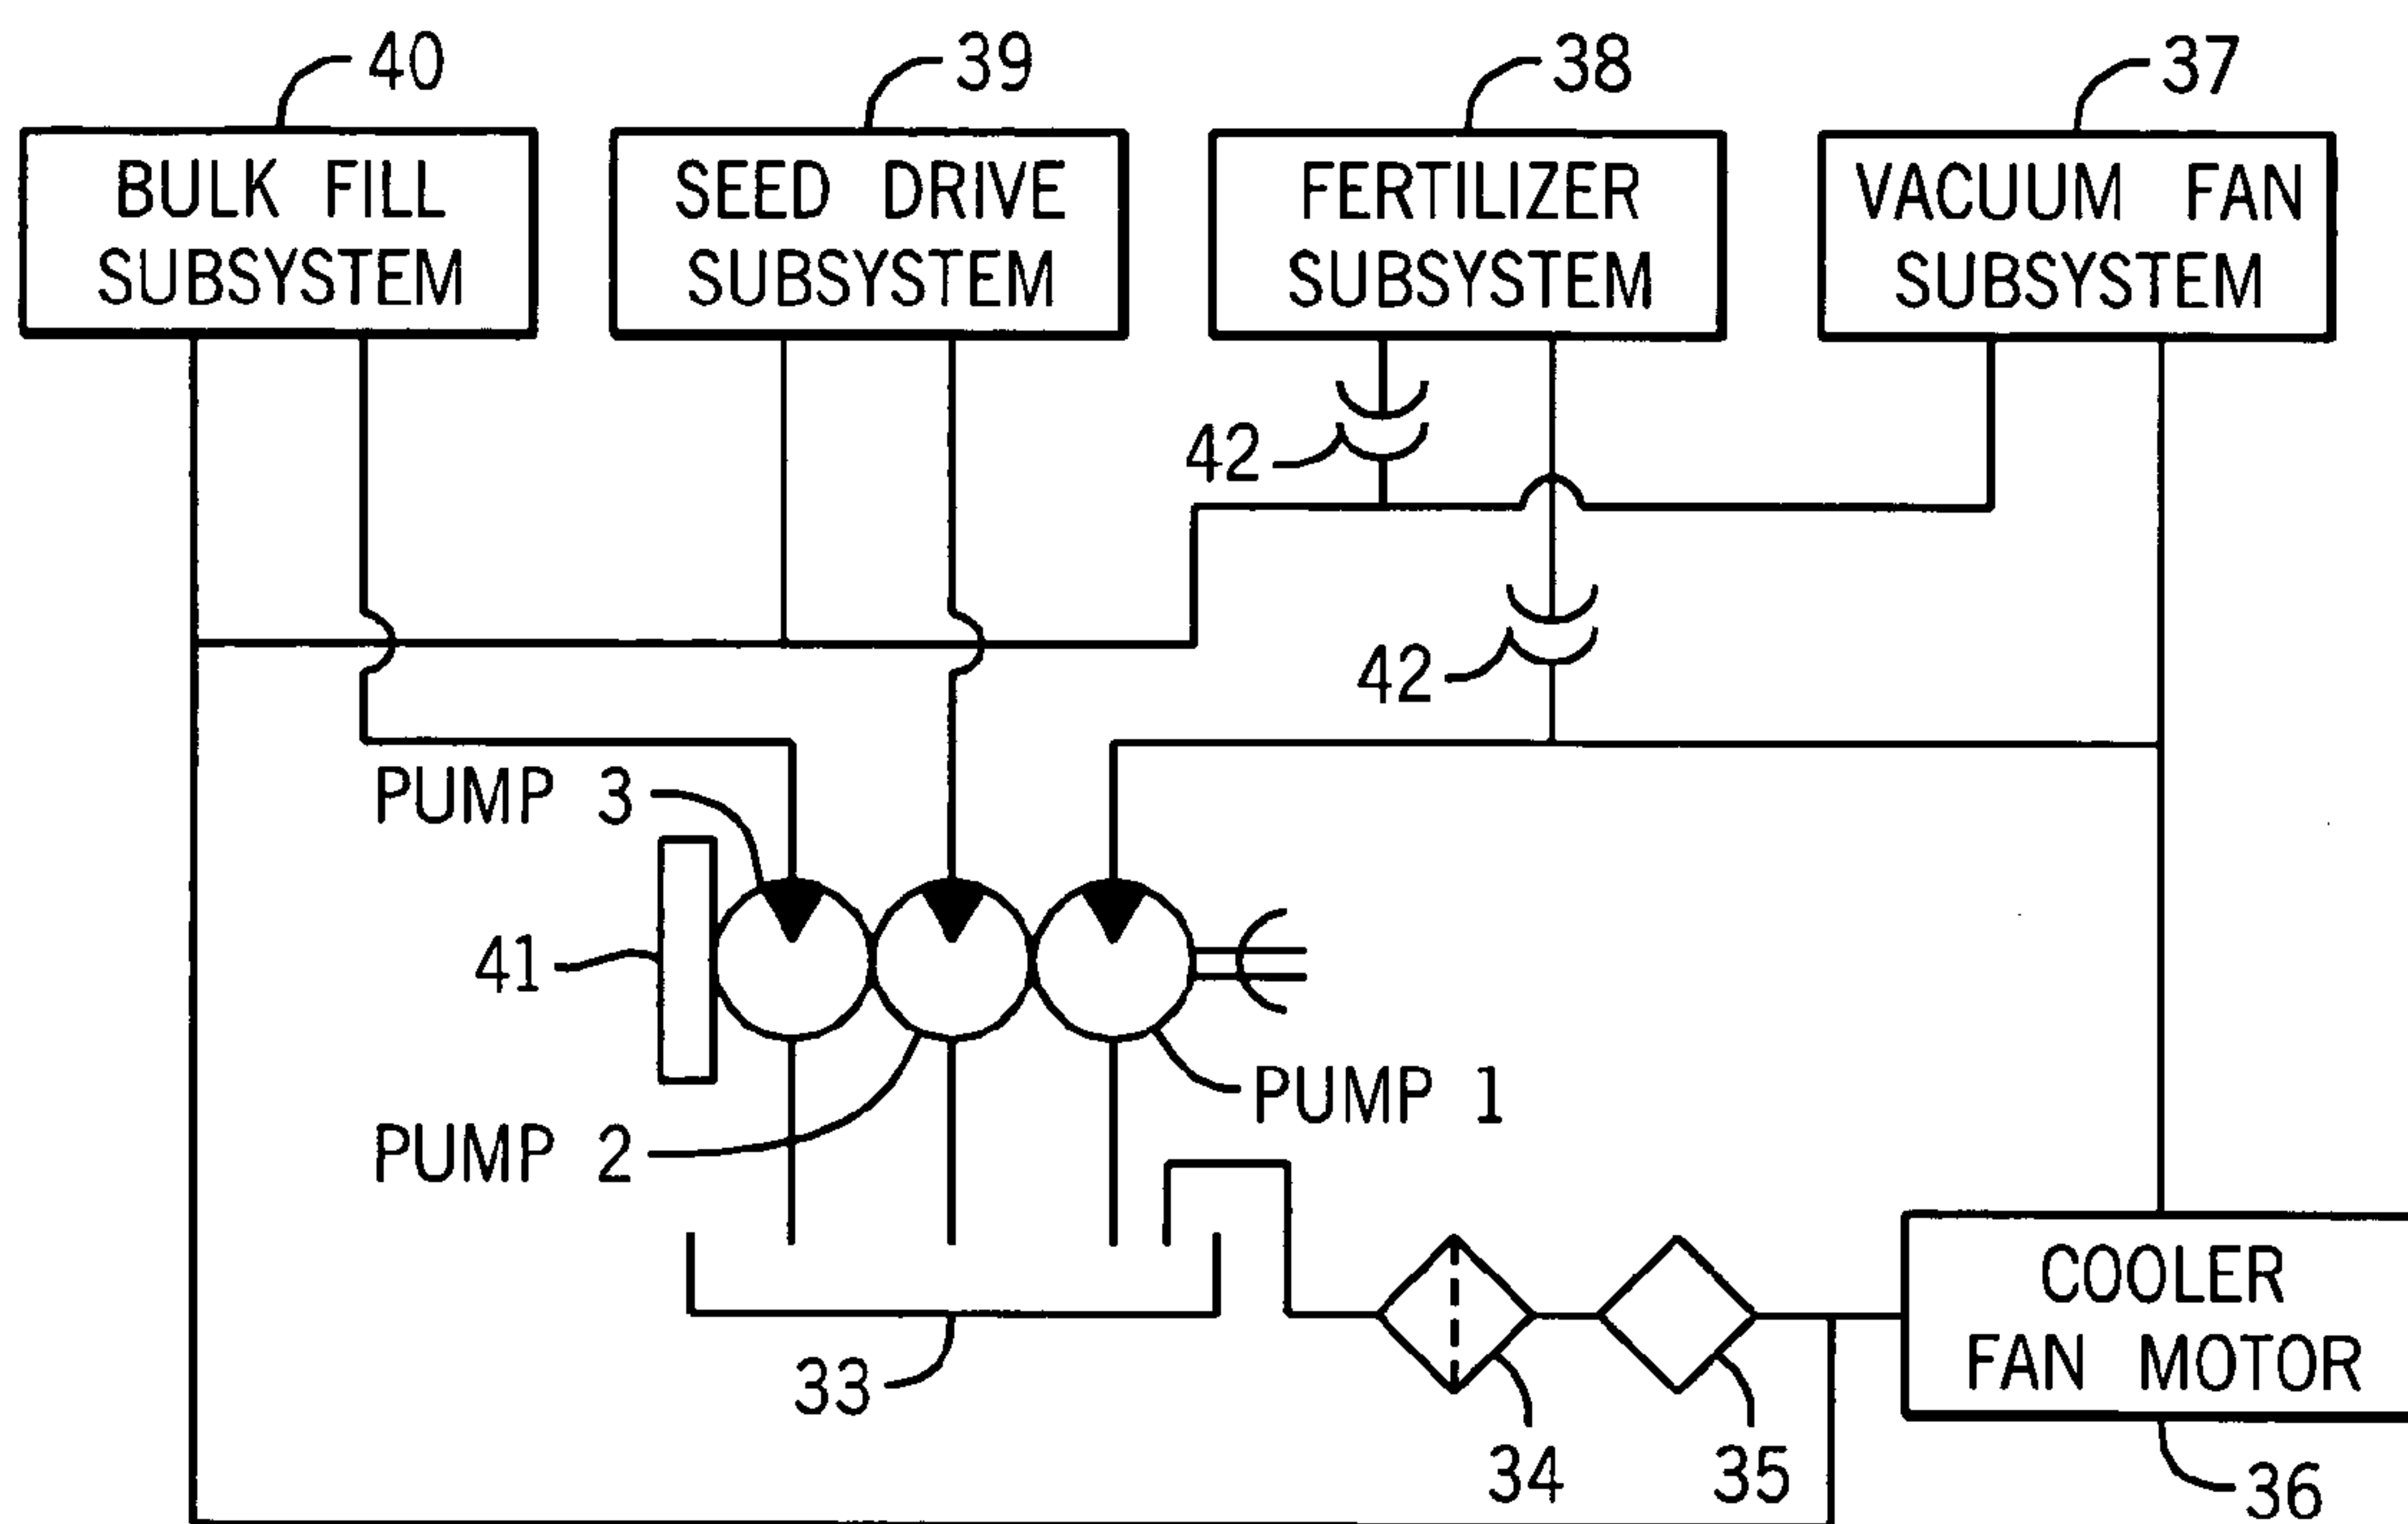 40
39
38
37
BULK FILL
SUBSYSTEM
SEED DRIVE
SUBSYSTEM
FERTILIZER
SUBSYSTEM
VACUUM FAN
SUBSYSTEM
42
42
PUMP 3
41
PUMP 1
PUMP 2
33
34
35
COOLER
FAN MOTOR
36